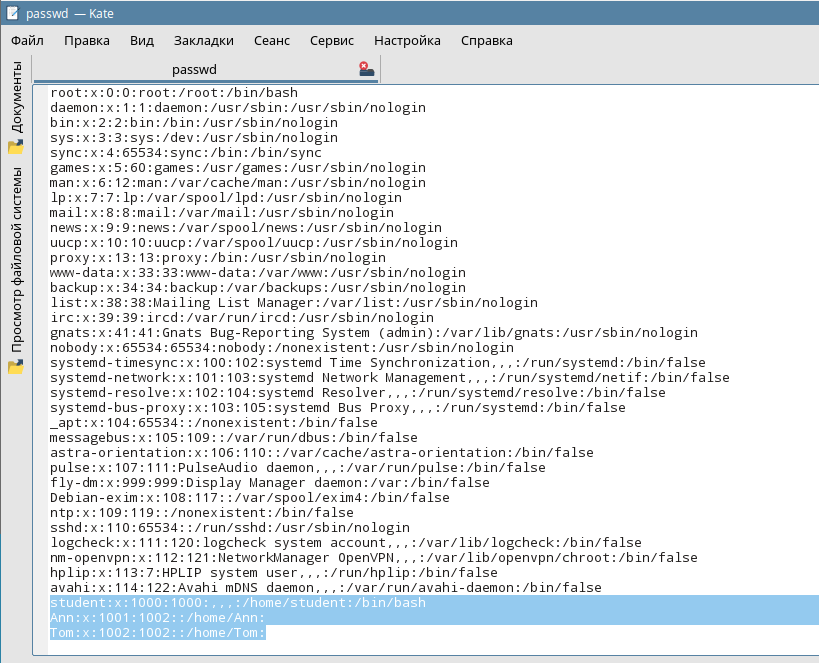 passwd — Kate
Файл Правка Вид Закладки Сеанс Сервис Настройка Справка
Документы
Просмотр файловой системы
passwd
root:x:0:0:root:/root:/bin/bash
daemon:x:1:1:daemon:/usr/sbin:/usr/sbin/nologin
bin:x:2:2:bin:/bin:/usr/sbin/nologin
sys:x:3:3:sys:/dev:/usr/sbin/nologin
sync:x:4:65534:sync:/bin:/bin/sync
games:x:5:60:games:/usr/games:/usr/sbin/nologin
man:x:6:12:man:/var/cache/man:/usr/sbin/nologin
lp:x:7:7:lp:/var/spool/lpd:/usr/sbin/nologin
mail:x:8:8:mail:/var/mail:/usr/sbin/nologin
news:x:9:9:news:/var/spool/news:/usr/sbin/nologin
uucp:x:10:10:uucp:/var/spool/uucp:/usr/sbin/nologin
proxy:x:13:13:proxy:/bin:/usr/sbin/nologin
www-data:x:33:33:www-data:/var/www:/usr/sbin/nologin
backup:x:34:34:backup:/var/backups:/usr/sbin/nologin
list:x:38:38:Mailing List Manager:/var/list:/usr/sbin/nologin
irc:x:39:39:ircd:/var/run/ircd:/usr/sbin/nologin
gnats:x:41:41:Gnats Bug-Reporting System (admin):/var/lib/gnats:/usr/sbin/nologin
nobody:x:65534:65534:nobody:/nonexistent:/usr/sbin/nologin
systemd-timesync:x:100:102:systemd Time Synchronization,,,:/run/systemd:/bin/false
systemd-network:x:101:103:systemd Network Management,,,:/run/systemd/netif:/bin/false
systemd-resolve:x:102:104:systemd Resolver,,,:/run/systemd/resolve:/bin/false
systemd-bus-proxy:x:103:105:systemd Bus Proxy,,,:/run/systemd:/bin/false
_apt:x:104:65534::/nonexistent:/bin/false
messagebus:x:105:109::/var/run/dbus:/bin/false
astra-orientation:x:106:110::/var/cache/astra-orientation:/bin/false
pulse:x:107:111:PulseAudio daemon,,,:/var/run/pulse:/bin/false
fly-dm:x:999:999:Display Manager daemon:/var:/bin/false
Debian-exim:x:108:117::/var/spool/exim4:/bin/false
ntp:x:109:119::/nonexistent:/bin/false
sshd:x:110:65534::/run/sshd:/usr/sbin/nologin
logcheck:x:111:120:logcheck system account,,,:/var/lib/logcheck:/bin/false
nm-openvpn:x:112:121:NetworkManager OpenVPN,,,:/var/lib/openvpn/chroot:/bin/false
hplip:x:113:7:HPLIP system user,,,:/run/hplip:/bin/false
avahi:x:114:122:Avahi mDNS daemon,,,:/var/run/avahi-daemon:/bin/false
student:x:1000:1000:,,,:/home/student:/bin/bash
Ann:x:1001:1002::/home/Ann:
Tom:x:1002:1002::/home/Tom: